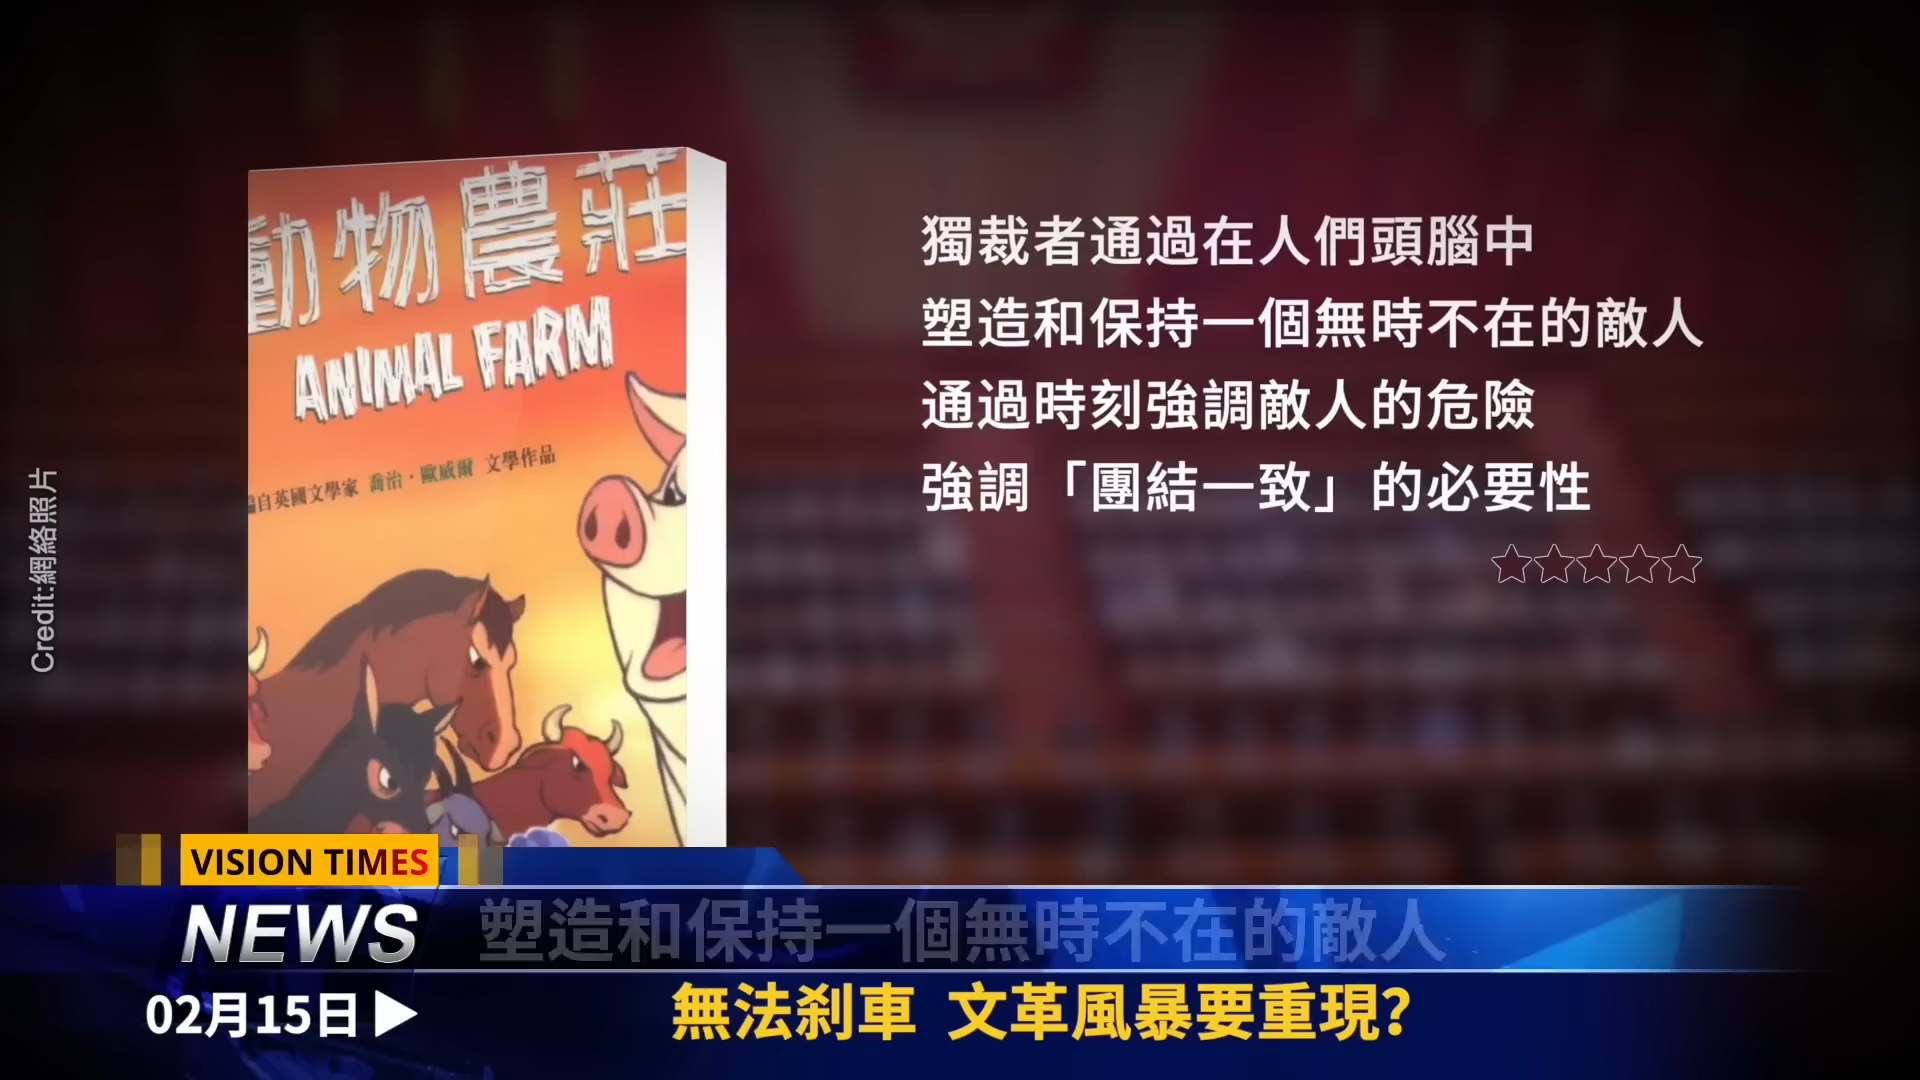 動物農莊
ANIMAL FARM
編自英國文學家 喬治·歐威爾 文學作品
獨裁者通過在人們頭腦中
塑造和保持一個無時不在的敵人
通過時刻強調敵人的危險
強調「團結一致」的必要性
Credit:網絡照片
VISION TIMES
NEWS
塑造和保持一個無時不在的敵人
02月15日
無法剎車 文革風暴要重現?